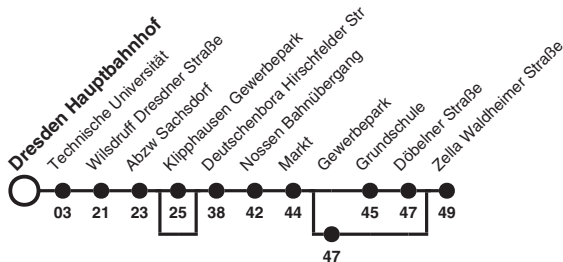 Dresden Hauptbahnhof
Technische Universität
Wilsdruff Dresdner Straße
Abzw Sachsdorf
Klipphausen Gewerbepark
Deutschenbora Hirschfelder Str
Nossen Bahnübergang
Markt
Gewerbepark
Grundschule
Döbelner Straße
Zella Waldheimer Straße
03 21 23 25 38 42 44 45 47 49
47